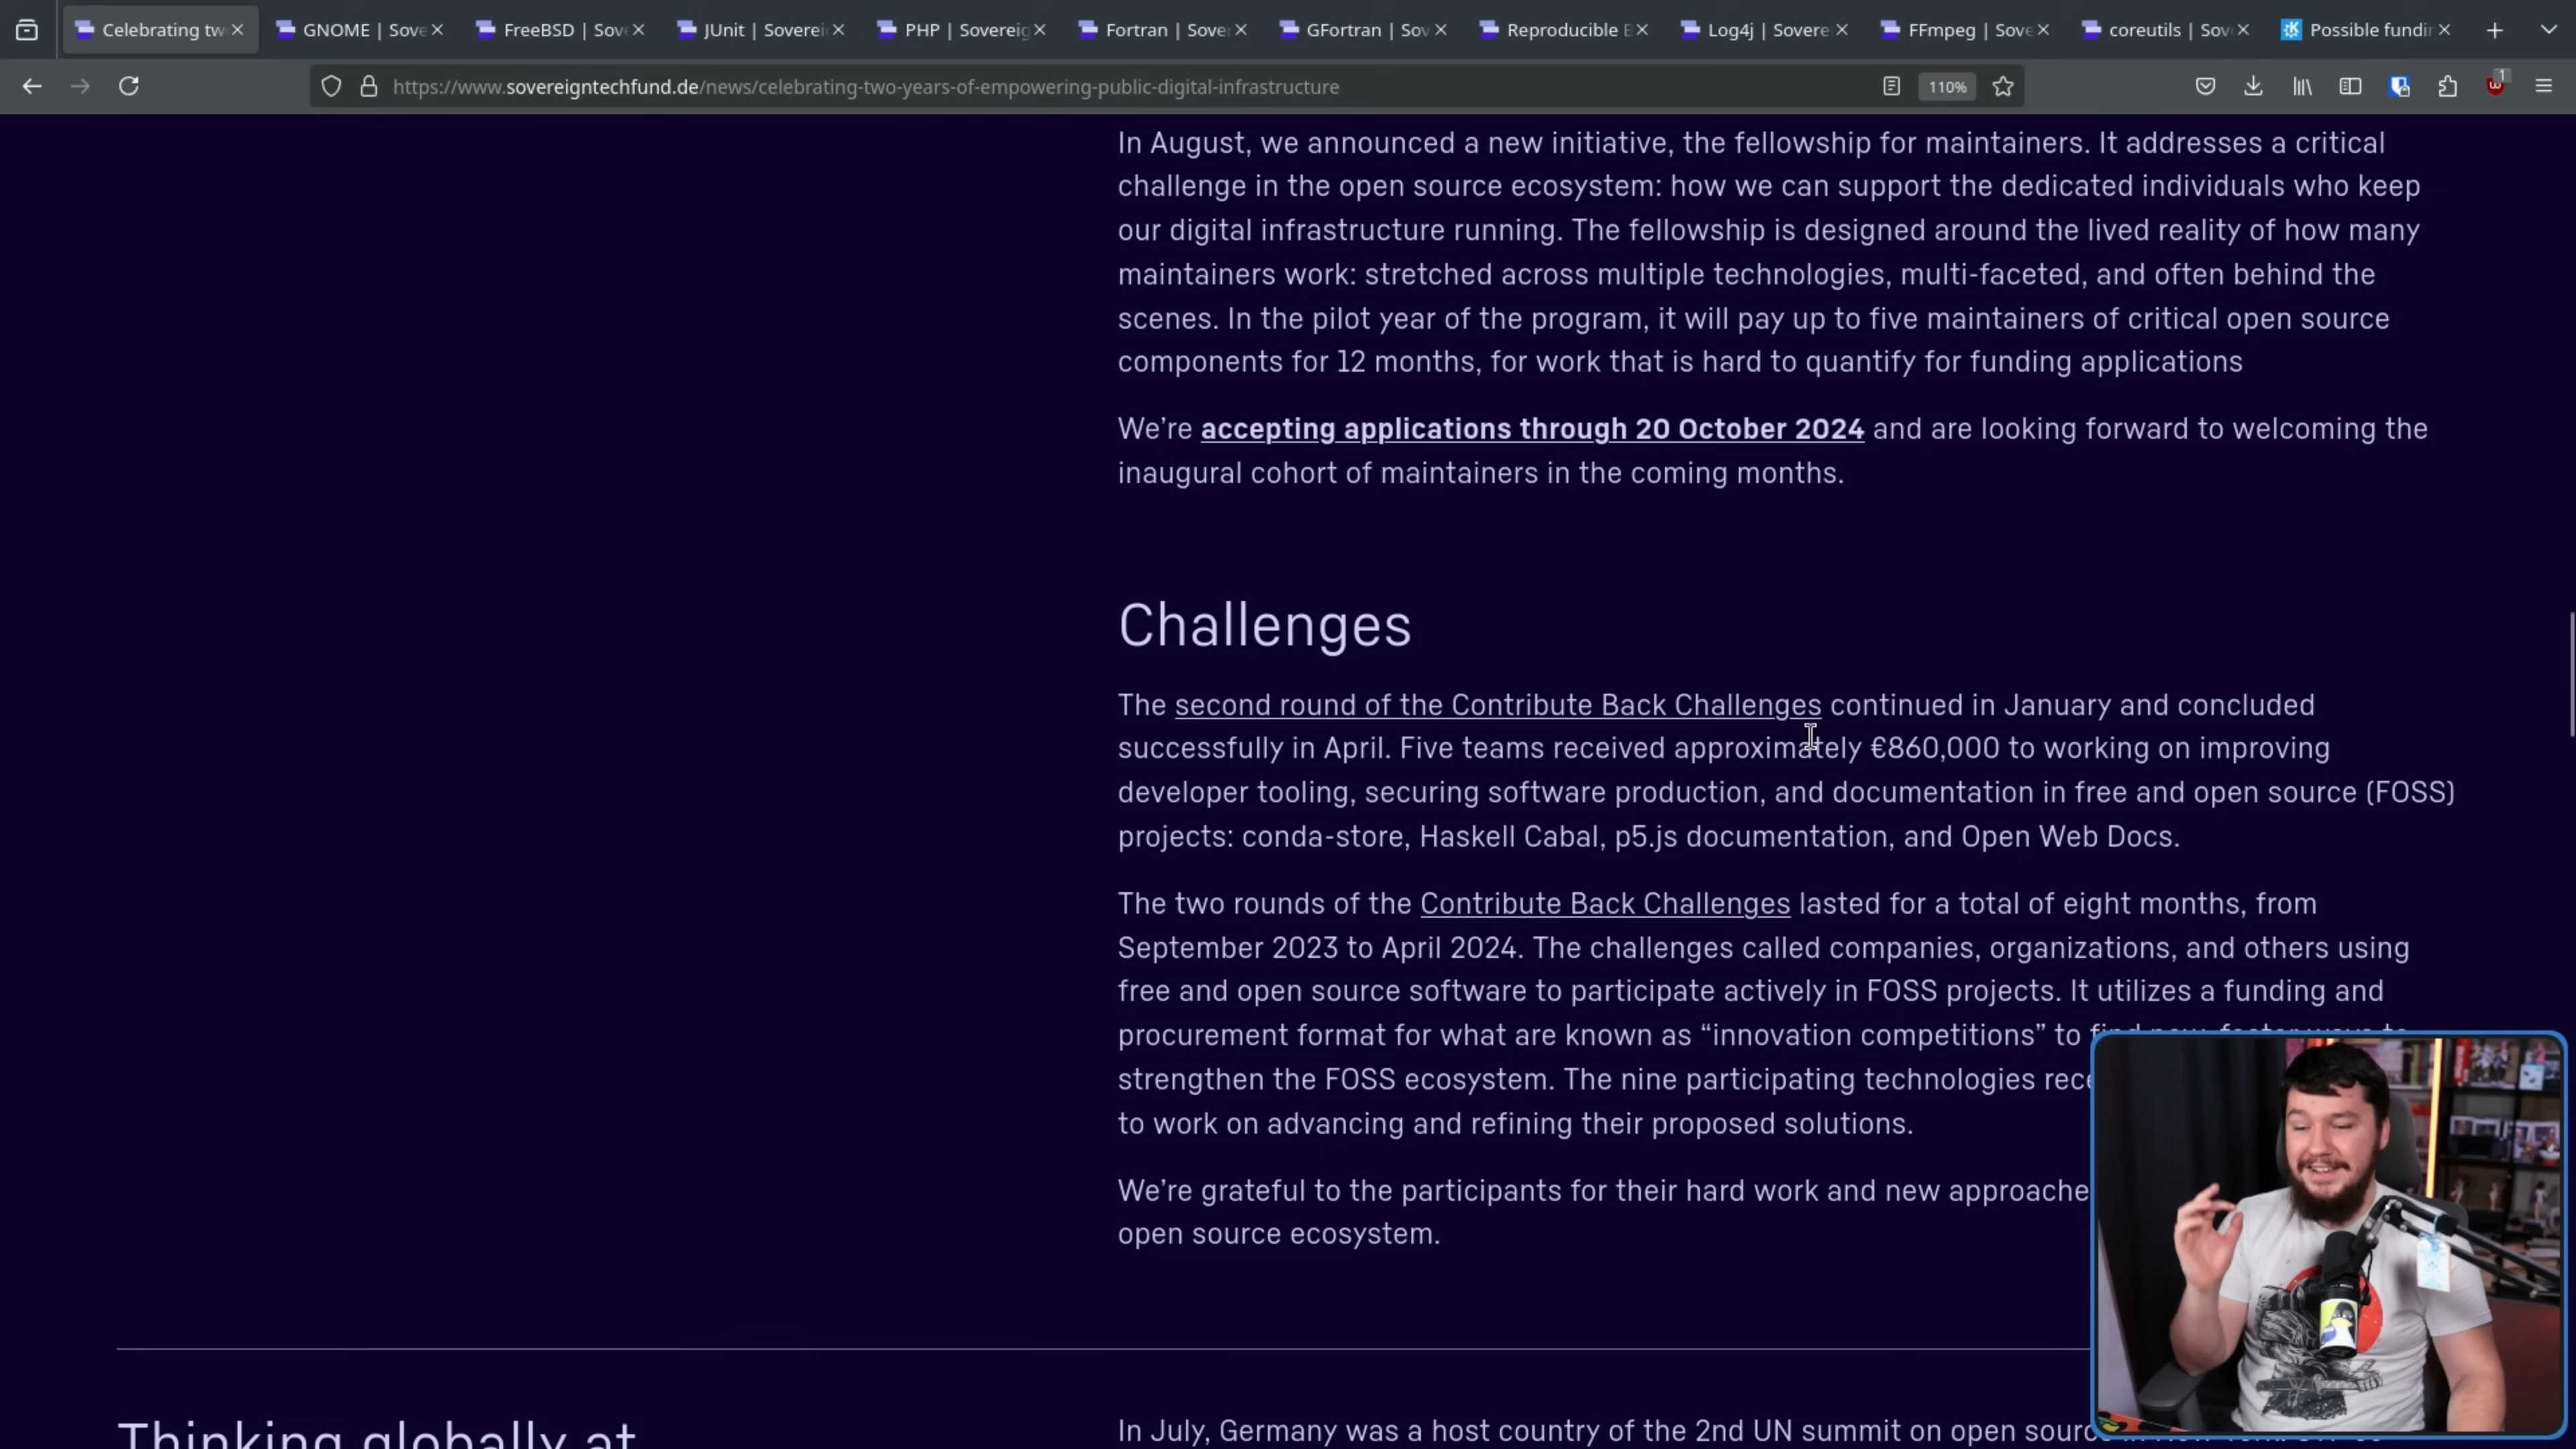 Celebrating tw
GNOME | Sove
FreeBSD | Sov
JUnit | Soverei
PHP | Sovereig
Fortran | Sove
GFortran | Sov
Reproducible B
Log4j | Sovere
FFmpeg | Sove
coreutils | Sov
Possible fundin
https://www.sovereigntechfund.de/news/celebrating-two-years-of-empowering-public-digital-infrastructure
110%
1
In August, we announced a new initiative, the fellowship for maintainers. It addresses a critical
challenge in the open source ecosystem: how we can support the dedicated individuals who keep
our digital infrastructure running. The fellowship is designed around the lived reality of how many
maintainers work: stretched across multiple technologies, multi-faceted, and often behind the
scenes. In the pilot year of the program, it will pay up to five maintainers of critical open source
components for 12 months, for work that is hard to quantify for funding applications
We're accepting applications through 20 October 2024 and are looking forward to welcoming the
inaugural cohort of maintainers in the coming months.
Challenges
The second round of the Contribute Back Challenges continued in January and concluded
successfully in April. Five teams received approximately €860,000 to working on improving
developer tooling, securing software production, and documentation in free and open source (FOSS)
projects: conda-store, Haskell Cabal, p5.js documentation, and Open Web Docs.
The two rounds of the Contribute Back Challenges lasted for a total of eight months, from
September 2023 to April 2024. The challenges called companies, organizations, and others using
free and open source software to participate actively in FOSS projects. It utilizes a funding and
procurement format for what are known as “innovation competitions” to
strengthen the FOSS ecosystem. The nine participating technologies rece
to work on advancing and refining their proposed solutions.
We're grateful to the participants for their hard work and new approache
open source ecosystem.
Thinking globally at
In July, Germany was a host country of the 2nd UN summit on open sourc